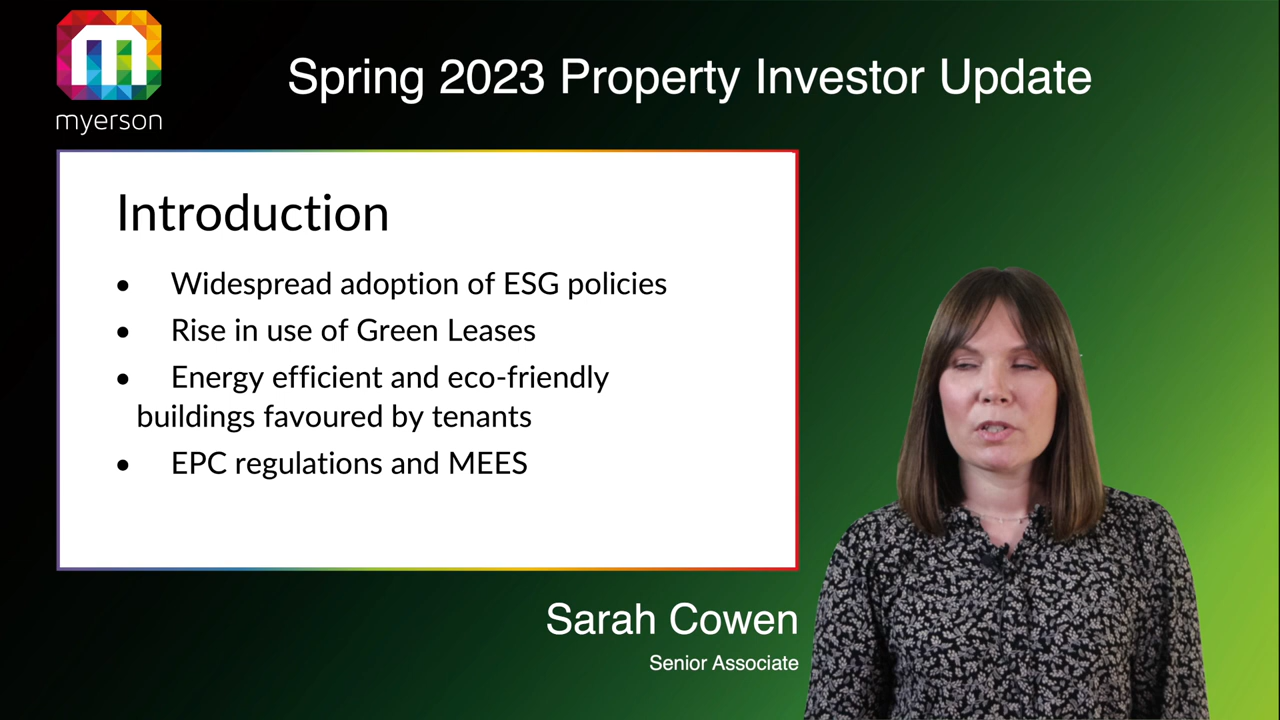 myerson
Spring 2023 Property Investor Update
Introduction
• Widespread adoption of ESG policies
• Rise in use of Green Leases
• Energy efficient and eco-friendly
buildings favoured by tenants
• EPC regulations and MEES
Sarah Cowen
Senior Associate